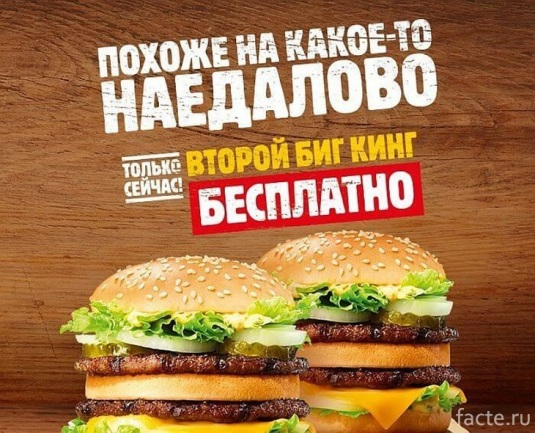 ПОХОЖЕ НА КАКОЕ-ТО
НАЕДАЛОВО
ТОЛЬКО
СЕЙЧАС!
ВТОРОЙ БИГ КИНГ
БЕСПЛАТНО
facte.ru